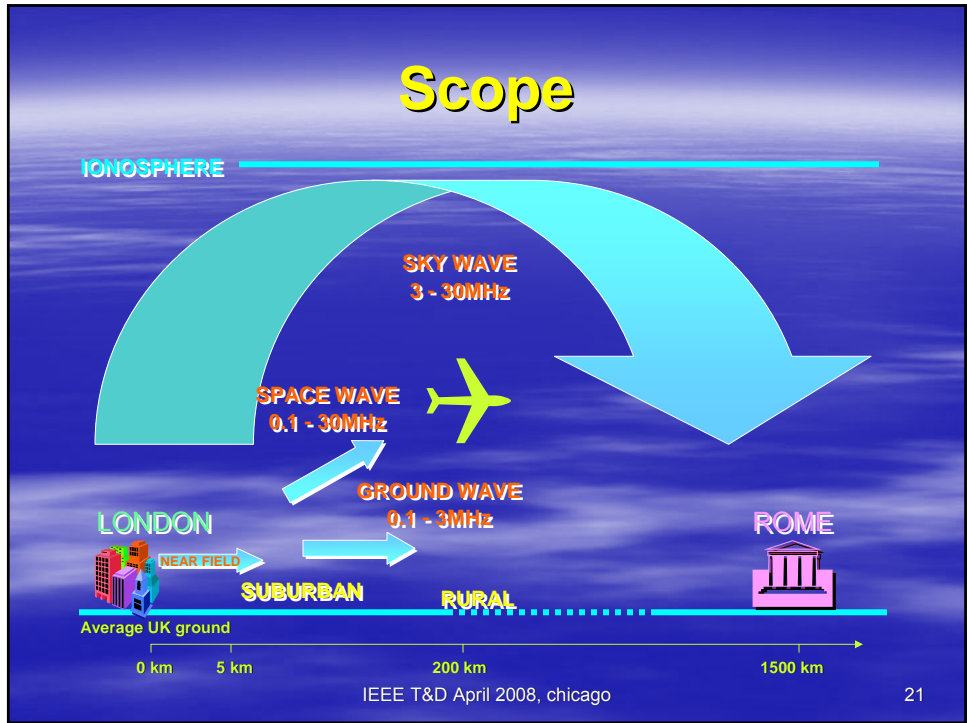 Scope
IONOSPHERE
SKY WAVE
3 - 30MHz
SPACE WAVE
0.1 - 30MHz
GROUND WAVE
0.1 - 3MHz
LONDON
ROME
NEAR FIELD
SUBURBAN
RURAL
Average UK ground
0 km 5 km 200 km 1500 km
IEEE T&D April 2008, chicago 21